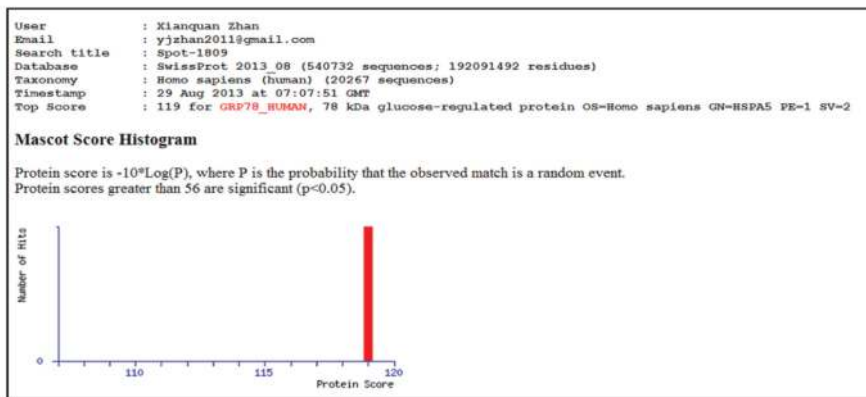 User : Xianquan Zhan
Email : yjzhan2011@gmail.com
Search title : Spot-1809
Database : SwissProt 2013_08 (540732 sequences; 192091492 residues)
Taxonomy : Homo sapiens (human) (20267 sequences)
Timestamp : 29 Aug 2013 at 07:07:51 GMT
Top Score : 119 for GRP78_HUMAN, 78 kDa glucose-regulated protein OS=Homo sapiens GN=HSPA5 PE=1 SV=2
Mascot Score Histogram
Protein score is -10*Log(P), where P is the probability that the observed match is a random event.
Protein scores greater than 56 are significant (p<0.05).
Number of Hits
0
110 115 120
Protein Score